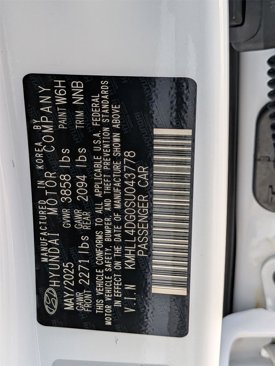 MANUFACTURED IN KOREA BY
HYUNDAI MOTOR COMPANY
MAY/2025 GVWR 3858 lbs PAINT W6H
GAWR FRONT 2271 lbs GAWR REAR 2094 lbs TRIM NNB
THIS VEHICLE CONFORMS TO ALL APPLICABLE U.S.A. FEDERAL
MOTOR VEHICLE SAFETY, BUMPER, AND THEFT PREVENTION STANDARDS
IN EFFECT ON THE DATE OF MANUFACTURE SHOWN ABOVE.
V.I.N KMHLL4DG0SU043778
PASSENGER CAR